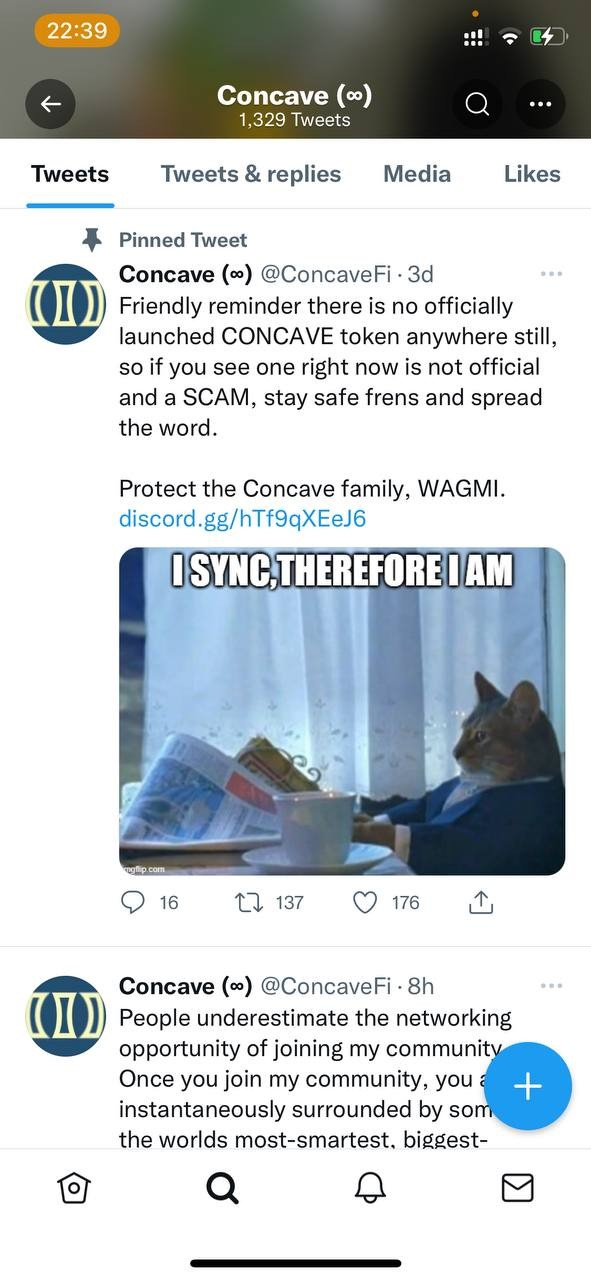 22:39
Concave (∞)
1,329 Tweets
Tweets Tweets & replies Media Likes
Pinned Tweet
Concave (∞) @ConcaveFi · 3d
Friendly reminder there is no officially
launched CONCAVE token anywhere still,
so if you see one right now is not official
and a SCAM, stay safe frens and spread
the word.
Protect the Concave family, WAGMI.
discord.gg/hTf9qXEeJ6
I SYNC,THEREFORE I AM
imgflip.com
16 137 176
Concave (∞) @ConcaveFi · 8h
People underestimate the networking
opportunity of joining my community
Once you join my community, you
instantaneously surrounded by
the worlds most-smartest, biggest-